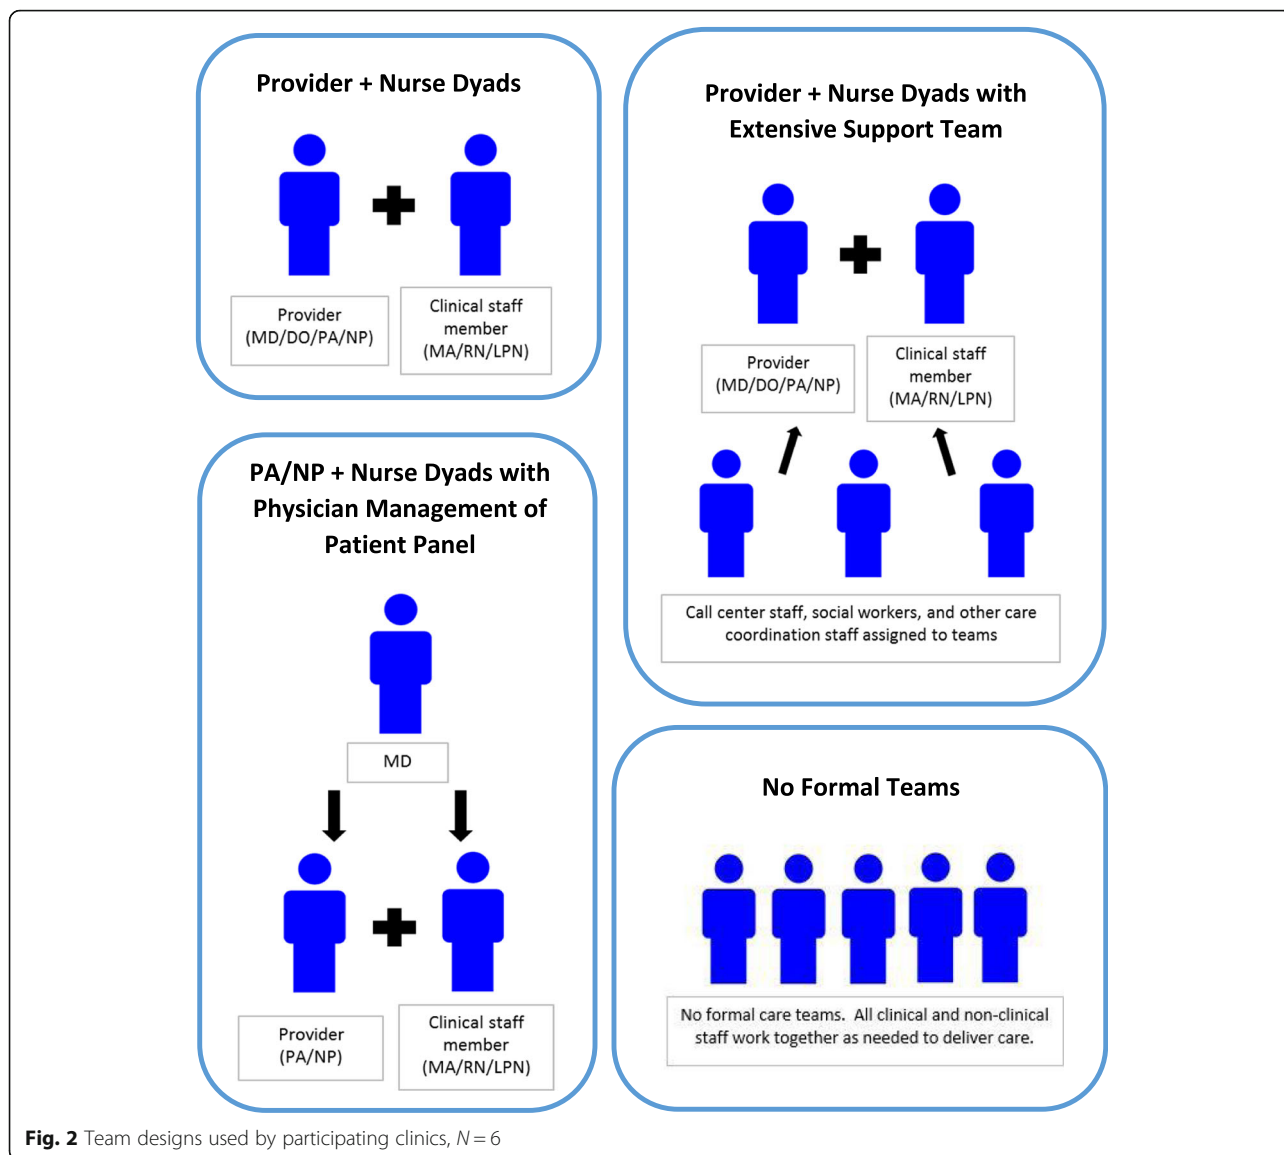 Provider + Nurse Dyads
Provider
(MD/DO/PA/NP)
Clinical staff
member
(MA/RN/LPN)
Provider + Nurse Dyads with
Extensive Support Team
Provider
(MD/DO/PA/NP)
Clinical staff
member
(MA/RN/LPN)
Call center staff, social workers, and other care
coordination staff assigned to teams
PA/NP + Nurse Dyads with
Physician Management of
Patient Panel
MD
Provider
(PA/NP)
Clinical staff
member
(MA/RN/LPN)
No Formal Teams
No formal care teams. All clinical and non-clinical
staff work together as needed to deliver care.
Fig. 2 Team designs used by participating clinics, N = 6